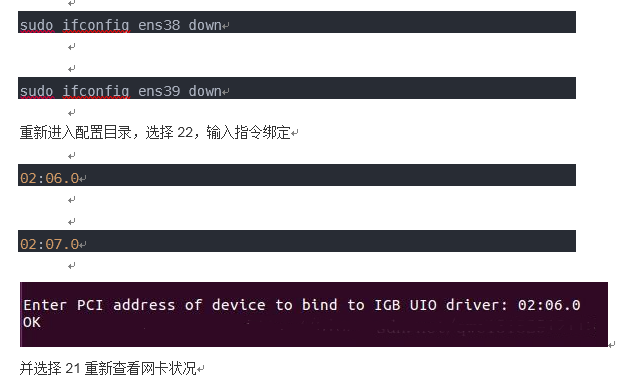 sudo ifconfig ens38 down
sudo ifconfig ens39 down
重新进入配置目录，选择 22，输入指令绑定
02:06.0
02:07.0
Enter PCI address of device to bind to IGB UIO driver: 02:06.0
OK
并选择 21 重新查看网卡状况